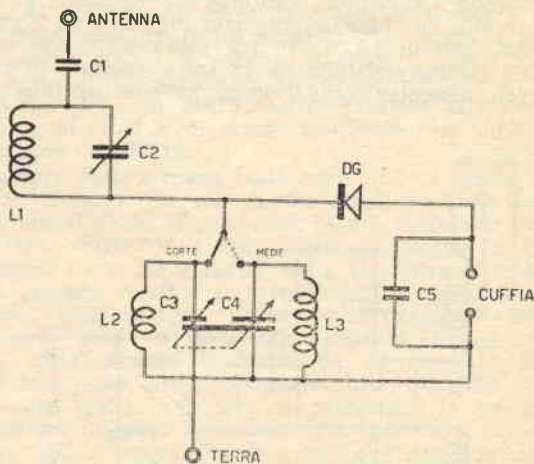 ANTENNA
C1
C2
L1
DG
CORTE
MEDIE
C3
C4
L2
L3
C5
CUFFIA
TERRA